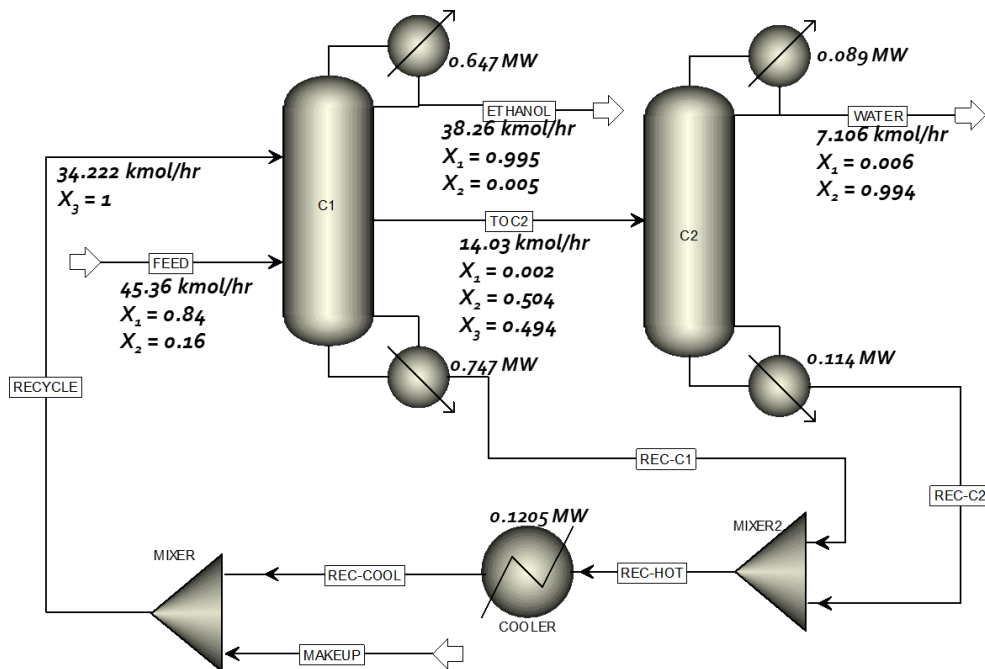 0.647 MW
0.089 MW
ETHANOL
38.26 kmol/hr
X₁ = 0.995
X₂ = 0.005
WATER
7.106 kmol/hr
X₁ = 0.006
X₂ = 0.994
34.222 kmol/hr
X₃ = 1
C1
TOC2
14.03 kmol/hr
X₁ = 0.002
X₂ = 0.504
X₃ = 0.494
C2
FEED
45.36 kmol/hr
X₁ = 0.84
X₂ = 0.16
0.747 MW
0.114 MW
RECYCLE
REC-C1
REC-C2
0.1205 MW
MIXER2
MIXER
REC-COOL
REC-HOT
COOLER
MAKEUP